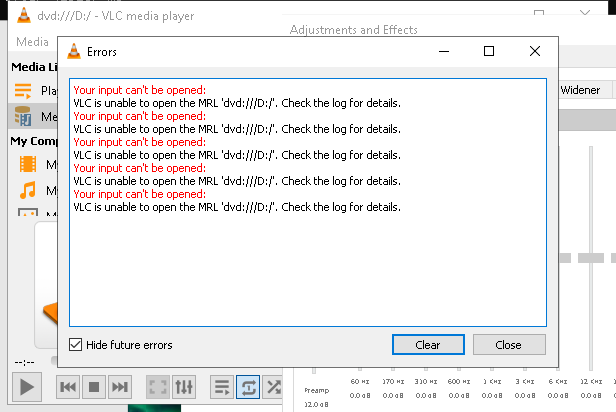 dvd:///D:/ - VLC media player
Adjustments and Effects
Media
Errors
Media Li
Widener
Pla
Me
My Comp
My
My
Your input can't be opened:
VLC is unable to open the MRL 'dvd:///D:/'. Check the log for details.
Your input can't be opened:
VLC is unable to open the MRL 'dvd:///D:/'. Check the log for details.
Your input can't be opened:
VLC is unable to open the MRL 'dvd:///D:/'. Check the log for details.
Your input can't be opened:
VLC is unable to open the MRL 'dvd:///D:/'. Check the log for details.
Your input can't be opened:
VLC is unable to open the MRL 'dvd:///D:/'. Check the log for details.
Hide future errors
Clear
Close
--:--
60 KHz 170 Hz 310 Hz 600 Hz 1 KHz 3 KHz 6 KHz 12 KHz
Preamp
0.0 dB 0.0 dB 0.0 dB 0.0 dB 0.0 dB 0.0 dB 0.0 dB 0.0 dB
12.0 dB